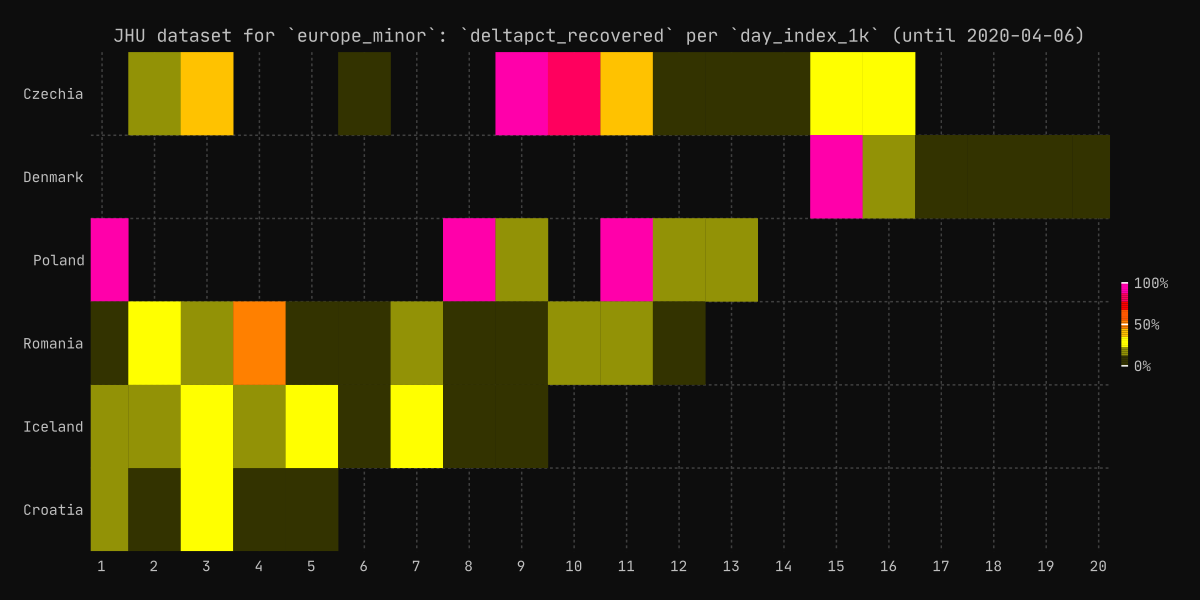 JHU dataset for `europe_minor`: `deltapct_recovered` per `day_index_1k` (until 2020-04-06)
Czechia
Denmark
Poland
Romania
Iceland
Croatia
1 2 3 4 5 6 7 8 9 10 11 12 13 14 15 16 17 18 19 20
100%
50%
0%